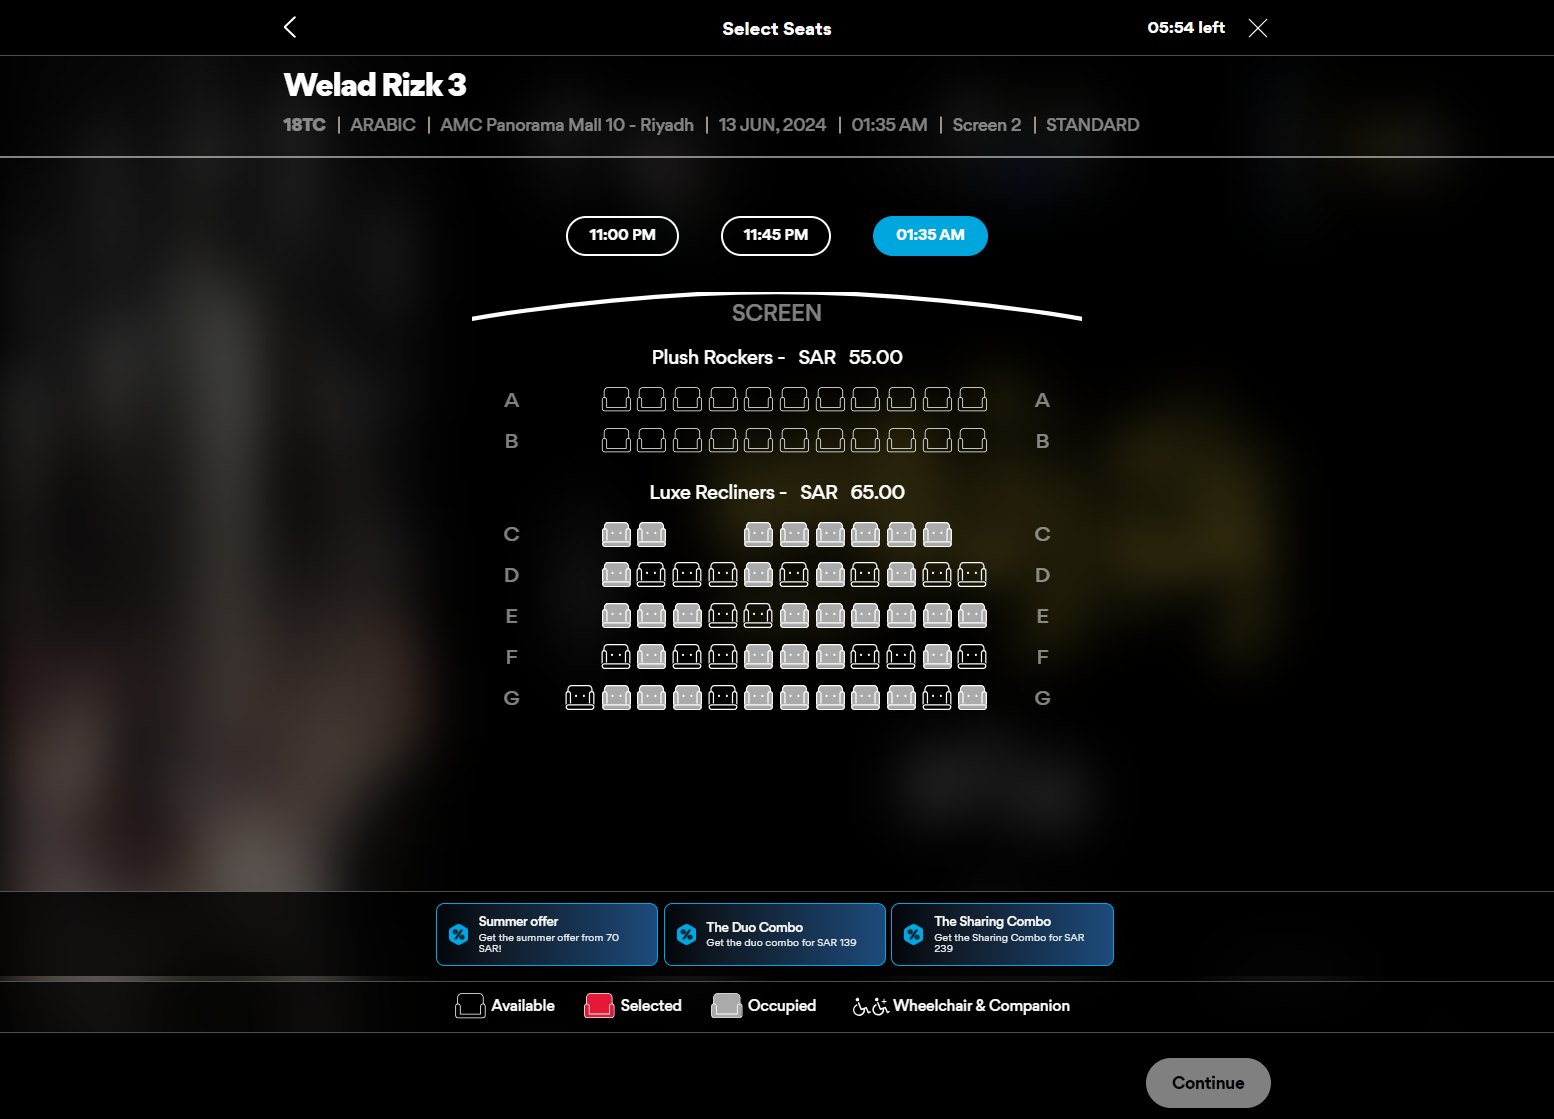 Select Seats
05:54 left
Welad Rizk 3
18TC | ARABIC | AMC Panorama Mall 10 - Riyadh | 13 JUN, 2024 | 01:35 AM | Screen 2 | STANDARD
11:00 PM
11:45 PM
01:35 AM
SCREEN
Plush Rockers - SAR 55.00
A A
B B
Luxe Recliners - SAR 65.00
C C
D D
E E
F F
G G
Summer offer
Get the summer offer from 70
SAR!
The Duo Combo
Get the duo combo for SAR 139
The Sharing Combo
Get the Sharing Combo for SAR
239
Available
Selected
Occupied
Wheelchair & Companion
Continue